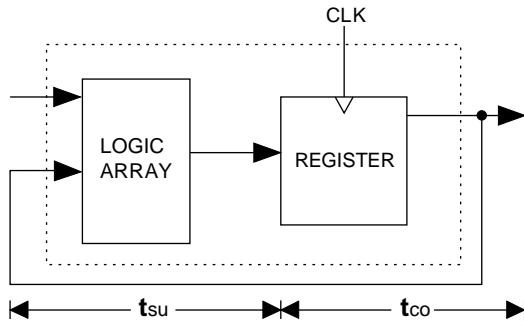 CLK
LOGIC
ARRAY
REGISTER
tsu
tco